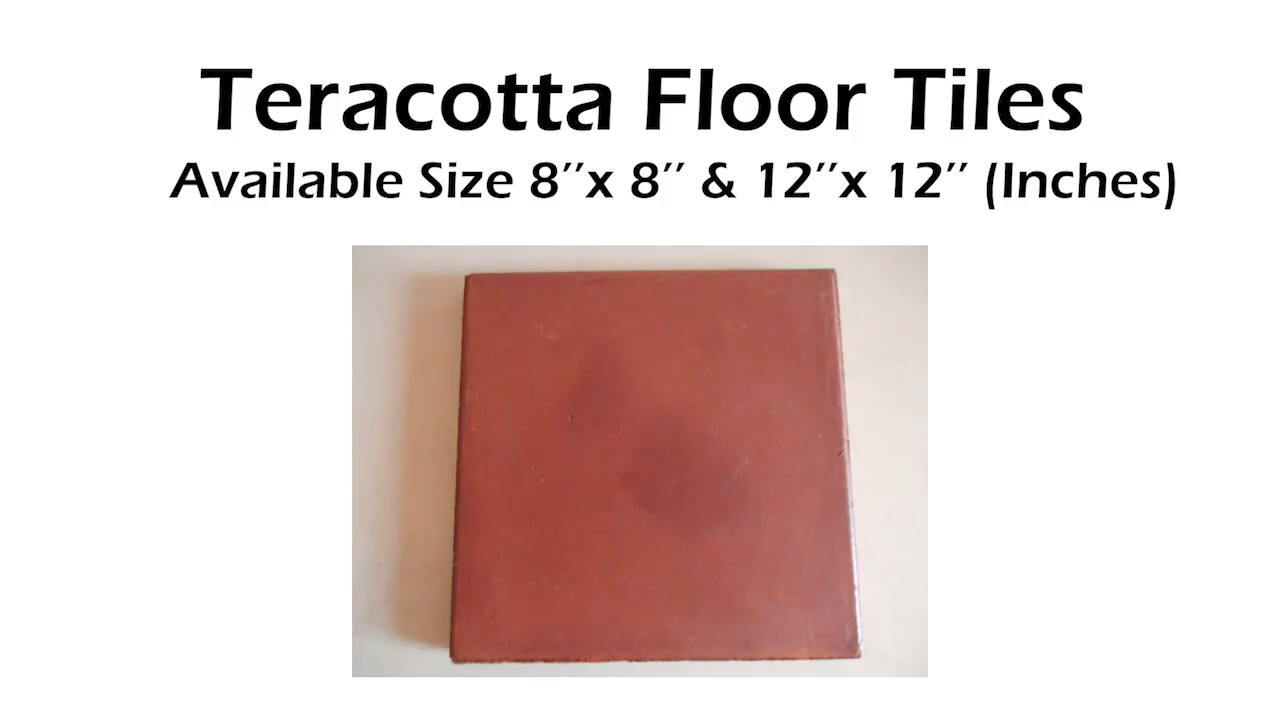 Teracotta Floor Tiles
Available Size 8’’x 8’’ & 12’’x 12’’ (Inches)